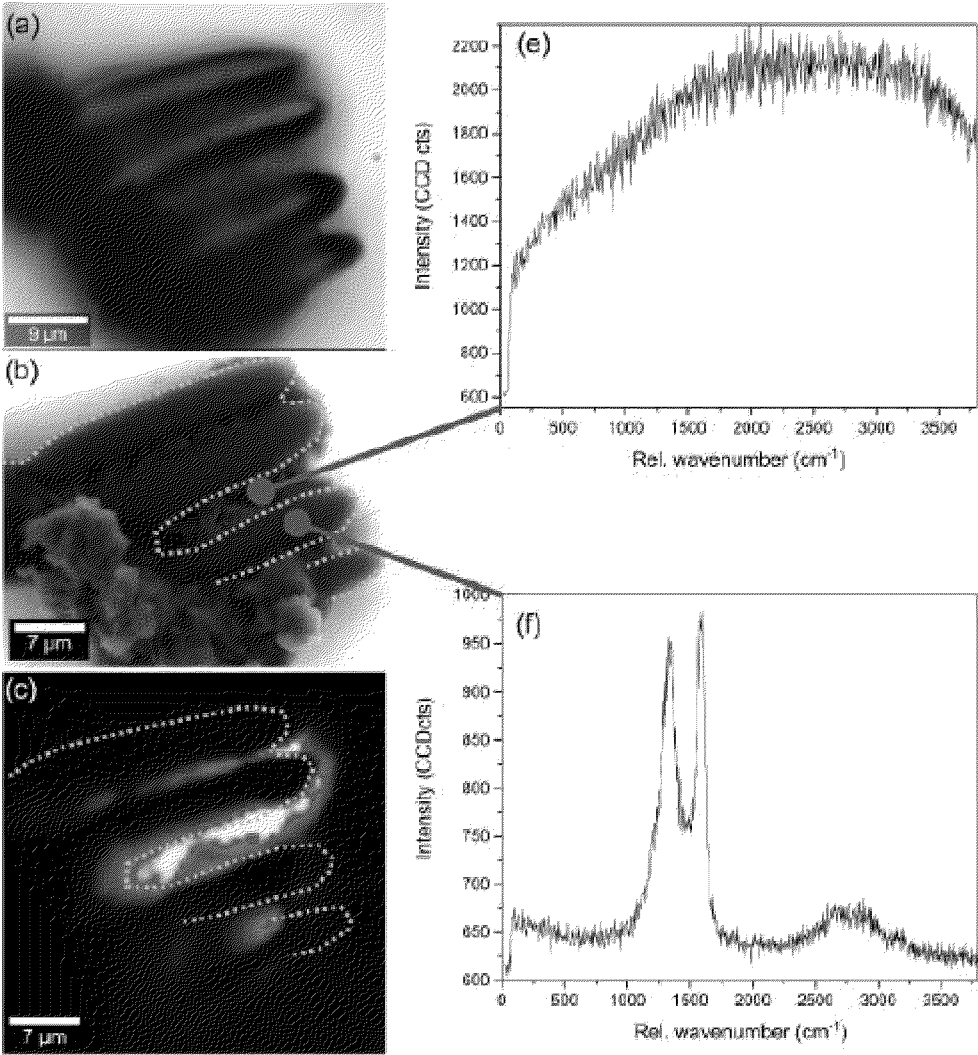 (a)
9 µm
(b)
7 µm
(c)
7 µm
(e)
Intensity (CCD cts)
2200
2000
1800
1600
1400
1200
1000
800
600
0 500 1000 1500 2000 2500 3000 3500
Rel. wavenumber (cm-1)
(f)
Intensity (CCDcts)
1000
950
900
850
800
750
700
650
600
0 500 1000 1500 2000 2500 3000 3500
Rel. wavenumber (cm-1)